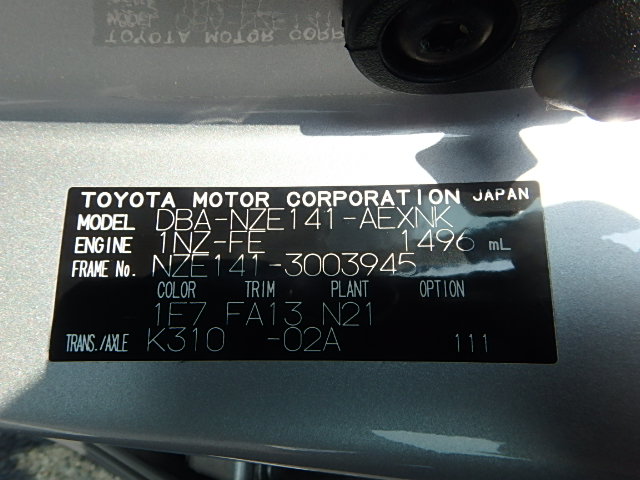 TOYOTA MOTOR CORPORATION JAPAN
MODEL DBA-NZE141-AEXNK
ENGINE 1NZ-FE 1496 mL
FRAME No. NZE141-3003945
COLOR TRIM PLANT OPTION
1F7 FA13 N21
TRANS./AXLE K310 -02A 111